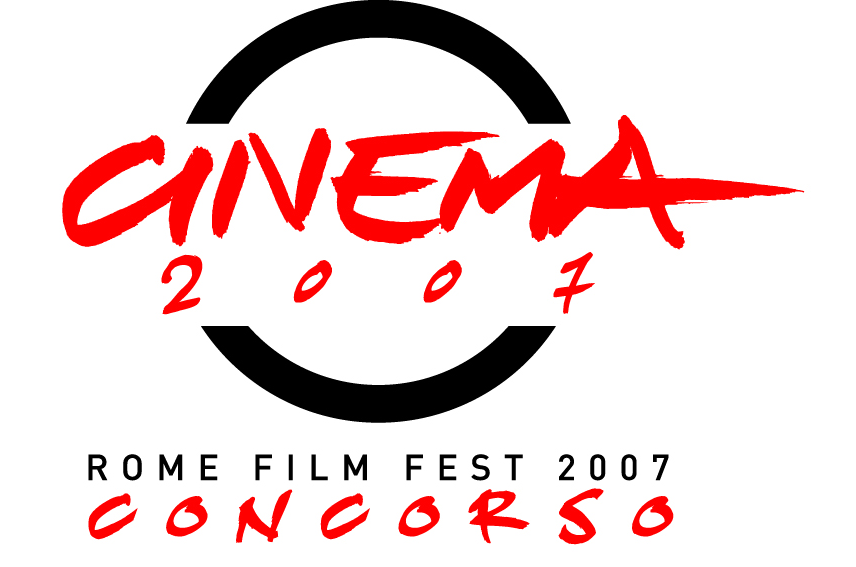 CINEMA
2007
ROME FILM FEST 2007
CONCORSO